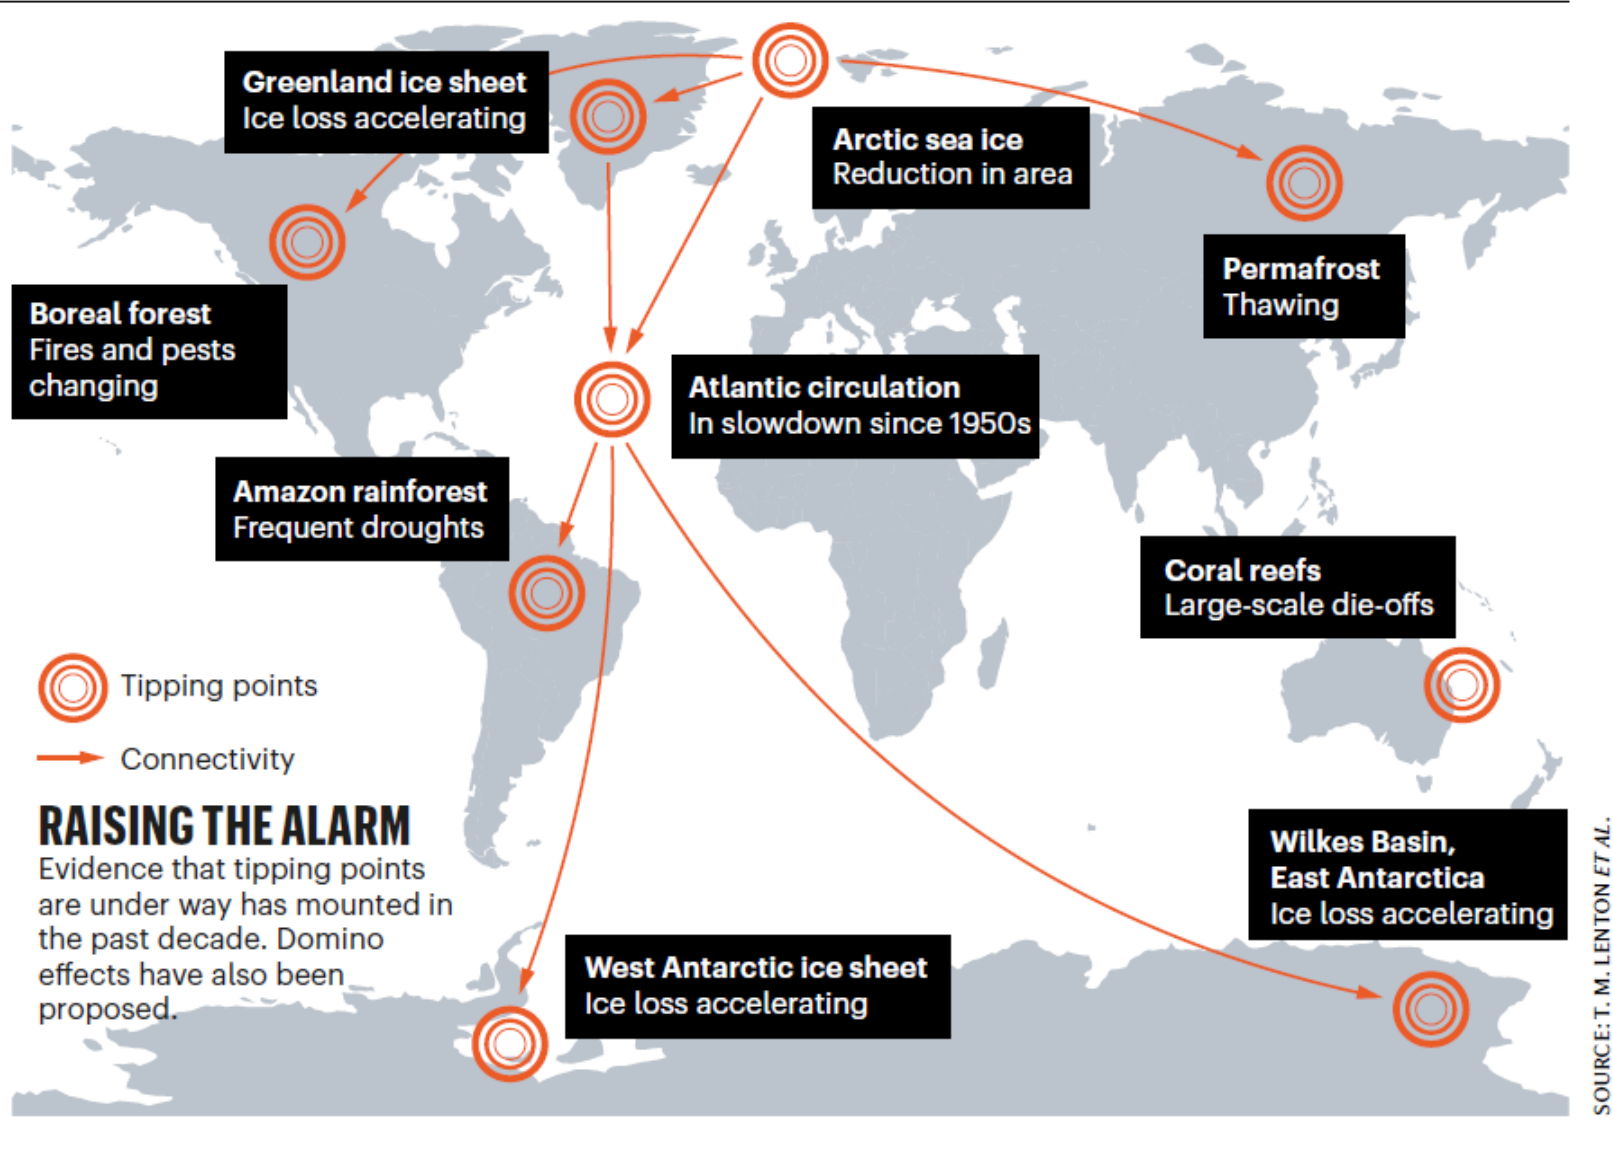 Greenland ice sheet
Ice loss accelerating
Arctic sea ice
Reduction in area
Permafrost
Thawing
Boreal forest
Fires and pests
changing
Atlantic circulation
In slowdown since 1950s
Amazon rainforest
Frequent droughts
Coral reefs
Large-scale die-offs
Tipping points
Connectivity
RAISING THE ALARM
Evidence that tipping points
are under way has mounted in
the past decade. Domino
effects have also been
proposed.
Wilkes Basin,
East Antarctica
Ice loss accelerating
West Antarctic ice sheet
Ice loss accelerating
SOURCE: T. M. LENTON ET AL.